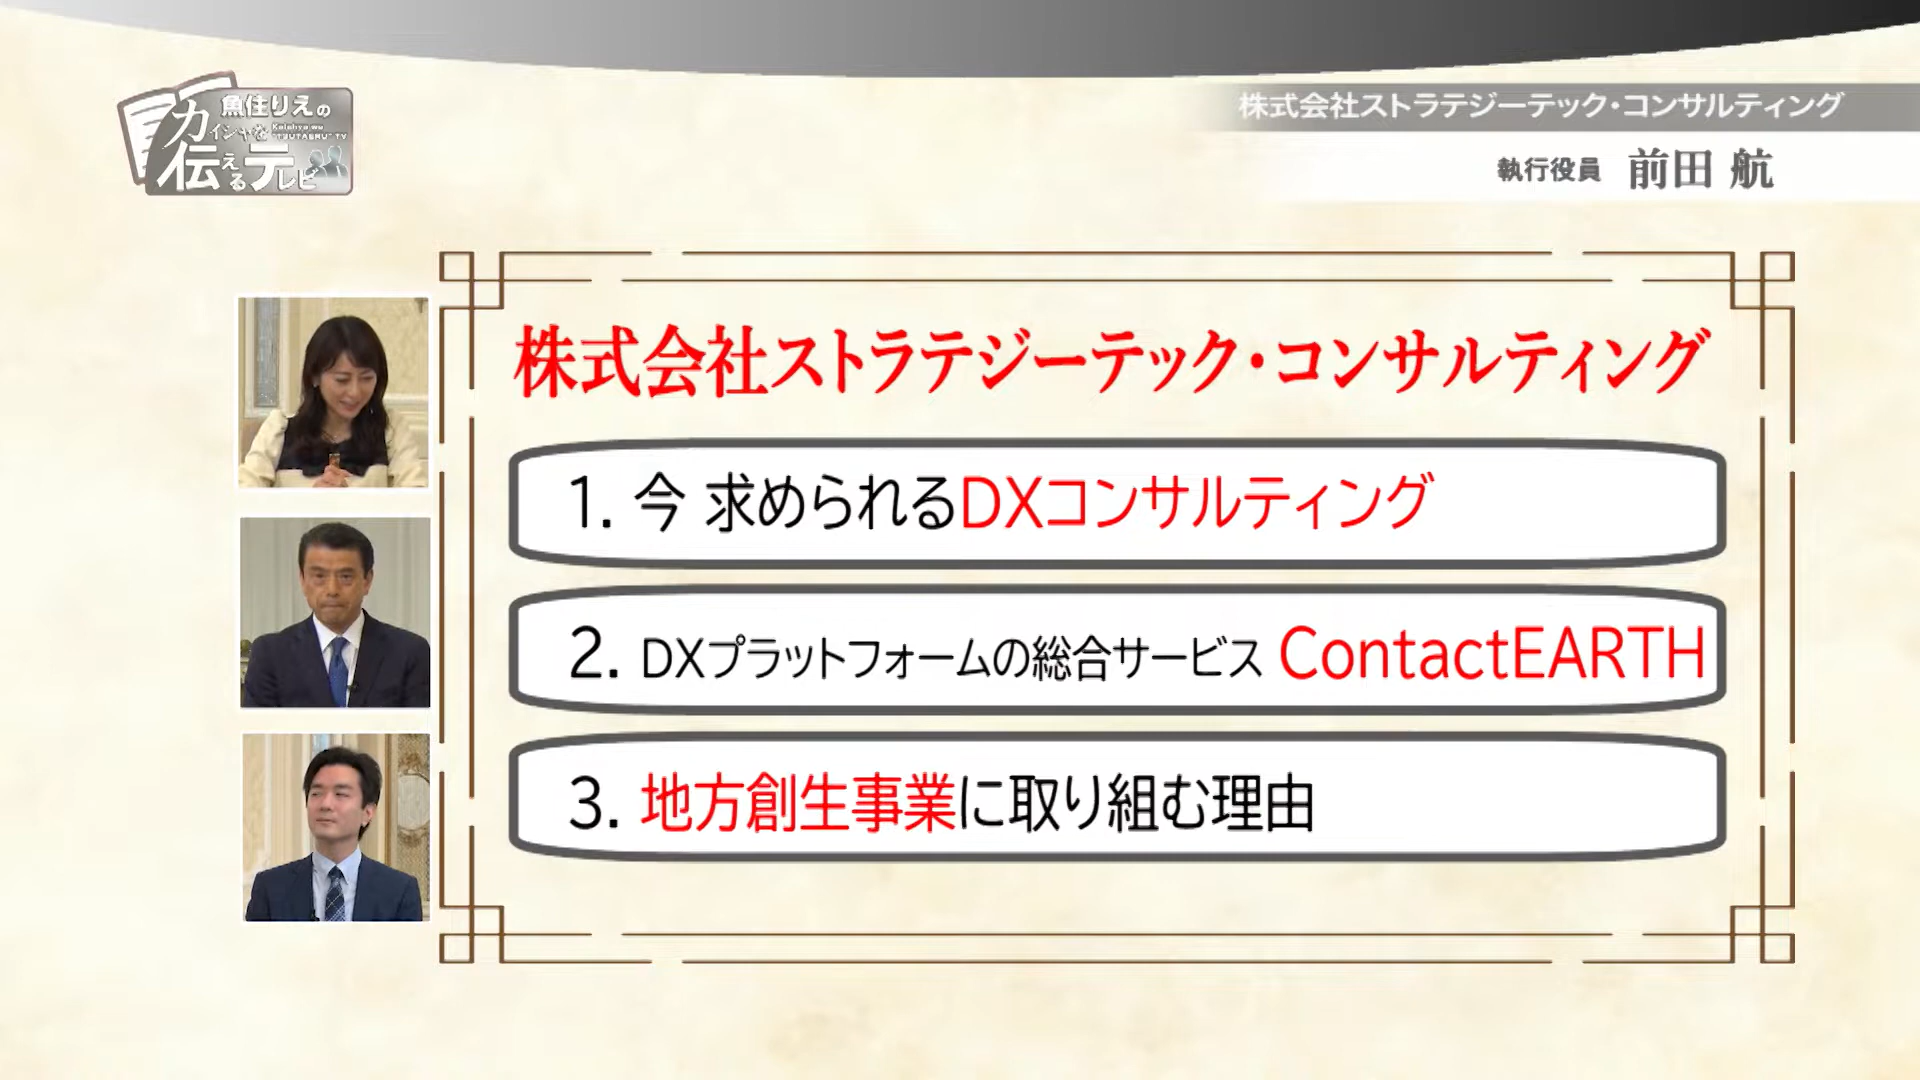 魚住りえの
カイシャを
Kaishya wo
"TSUTAERU" TV
伝えるテレビ
株式会社ストラテジーテック・コンサルティング
執行役員 前田 航
株式会社ストラテジーテック・コンサルティング
1. 今 求められるDXコンサルティング
2. DXプラットフォームの総合サービス ContactEARTH
3. 地方創生事業に取り組む理由